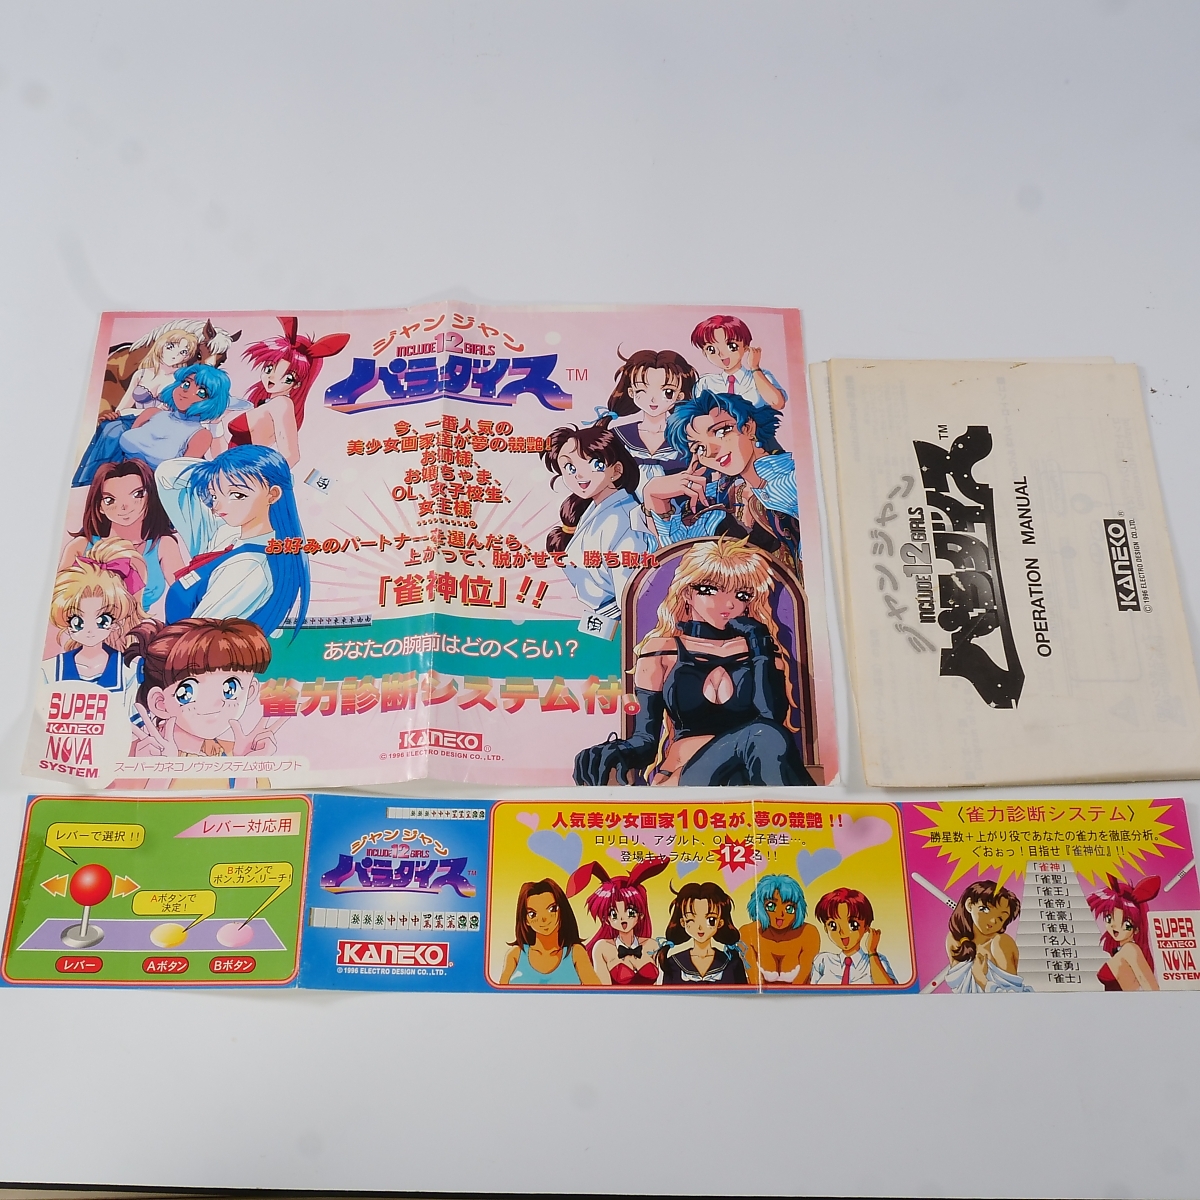 ジャンジャン
INCLUDE 12 GIRLS
パラダイス TM
今、一番人気の
美少女画家達が夢の競艶!
お姉様、
お嬢ちゃま、
OL、女子校生、
女王様
………。
お好みのパートナーを選んだら、
上がって、脱がせて、勝ち取れ
「雀神位」!!
あなたの腕前はどのくらい?
雀力診断システム付。
KANEKO®
©1996 ELECTRO DESIGN CO.,LTD.
SUPER
KANEKO
NOVA
SYSTEM
スーパーカネコノヴァシステム対応ソフト
ジャンジャン
INCLUDE 12 GIRLS
パラダイス TM
OPERATION MANUAL
KANEKO®
© 1996 ELECTRO DESIGN CO.,LTD.
レバーで選択!!
レバー対応用
Aボタンで
決定!
Bボタンで
ポン、カン、リーチ!
レバー
Aボタン
Bボタン
ジャンジャン
INCLUDE 12 GIRLS
パラダイス TM
KANEKO®
©1996 ELECTRO DESIGN CO.,LTD.
人気美少女画家10名が、夢の競艶!!
ロリロリ、アダルト、OL、女子高生…。
登場キャラなんと12名!!
〈雀力診断システム〉
勝星数+上がり役であなたの雀力を徹底分析。
ぐおぉっ!目指せ『雀神位』!!
「雀神」
「雀聖」
「雀王」
「雀帝」
「雀豪」
「雀鬼」
「名人」
「雀将」
「雀勇」
「雀士」
SUPER
KANEKO
NOVA
SYSTEM